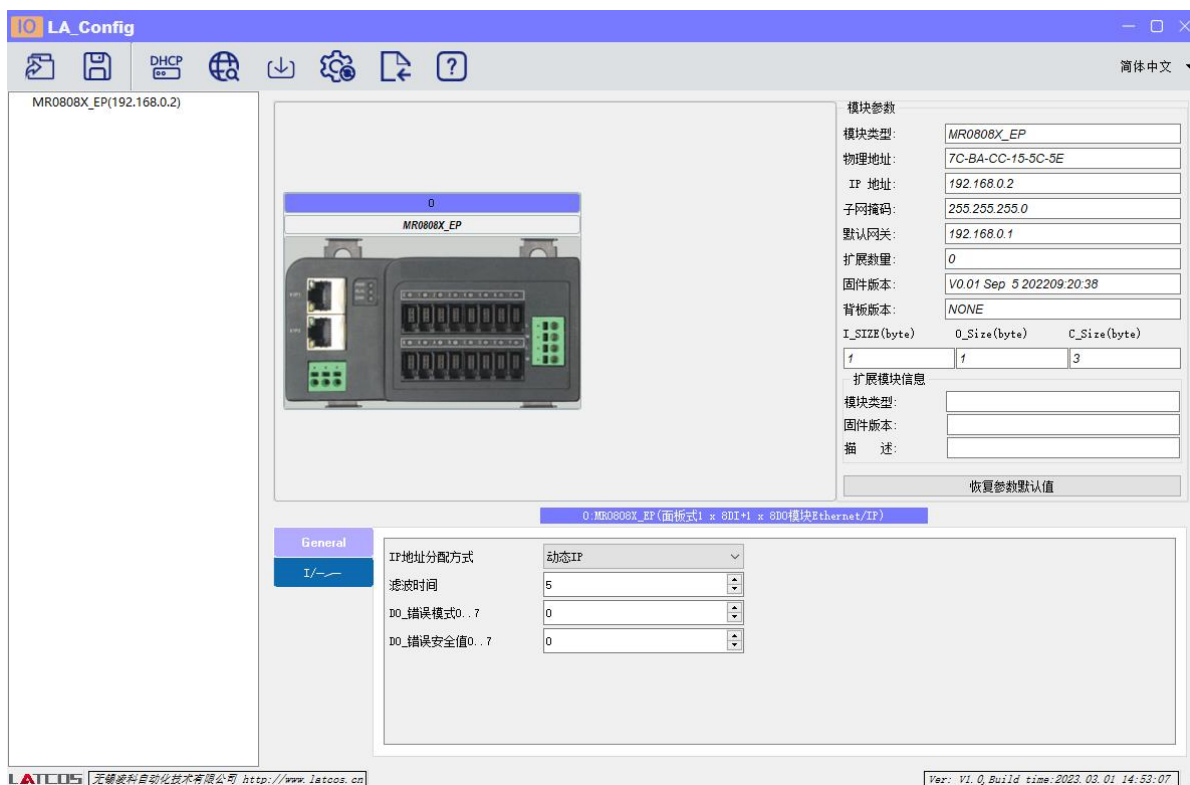 IO LA_Config
DHCP
简体中文
MR0808X_EP(192.168.0.2)
0
MR0808X_EP
模块参数
模块类型: MR0808X_EP
物理地址: 7C-BA-CC-15-5C-5E
IP 地址: 192.168.0.2
子网掩码: 255.255.255.0
默认网关: 192.168.0.1
扩展数量: 0
固件版本: V0.01 Sep 5 202209:20:38
背板版本: NONE
I_SIZE(byte) O_Size(byte) C_Size(byte)
1 1 3
扩展模块信息
模块类型:
固件版本:
描 述:
恢复参数默认值
0:MR0808X_EP(面板式1 x 8DI+1 x 8DO模块Ethernet/IP)
General
IP地址分配方式 动态IP
滤波时间 5
DO_错误模式0..7 0
DO_错误安全值0..7 0
LATCOS 无锡凌科自动化技术有限公司 http://www.latcos.cn
Ver: V1.0,Build time:2023.03.01 14:53:07